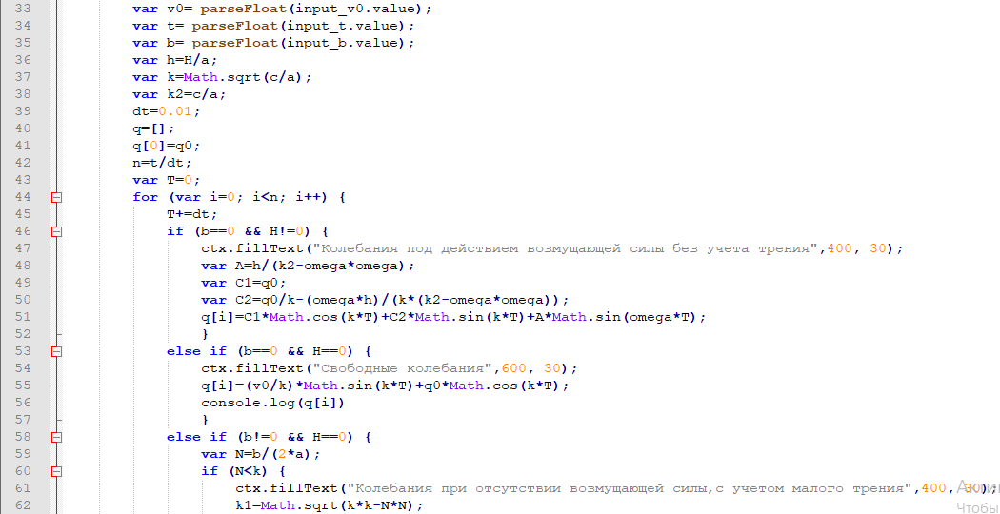 33 var v0= parseFloat(input_v0.value);
34 var t= parseFloat(input_t.value);
35 var b= parseFloat(input_b.value);
36 var h=H/a;
37 var k=Math.sqrt(c/a);
38 var k2=c/a;
39 dt=0.01;
40 q=[];
41 q[0]=q0;
42 n=t/dt;
43 var T=0;
44 for (var i=0; i<n; i++) {
45 T+=dt;
46 if (b==0 && H!=0) {
47 ctx.fillText("Колебания под действием возмущающей силы без учета трения",400, 30);
48 var A=h/(k2-omega*omega);
49 var C1=q0;
50 var C2=q0/k-(omega*h)/(k*(k2-omega*omega));
51 q[i]=C1*Math.cos(k*T)+C2*Math.sin(k*T)+A*Math.sin(omega*T);
52 }
53 else if (b==0 && H==0) {
54 ctx.fillText("Свободные колебания",600, 30);
55 q[i]=(v0/k)*Math.sin(k*T)+q0*Math.cos(k*T);
56 console.log(q[i])
57 }
58 else if (b!=0 && H==0) {
59 var N=b/(2*a);
60 if (N<k) {
61 ctx.fillText("Колебания при отсутствии возмущающей силы,с учетом малого трения",400, 30);
62 k1=Math.sqrt(k*k-N*N);
Чтобы